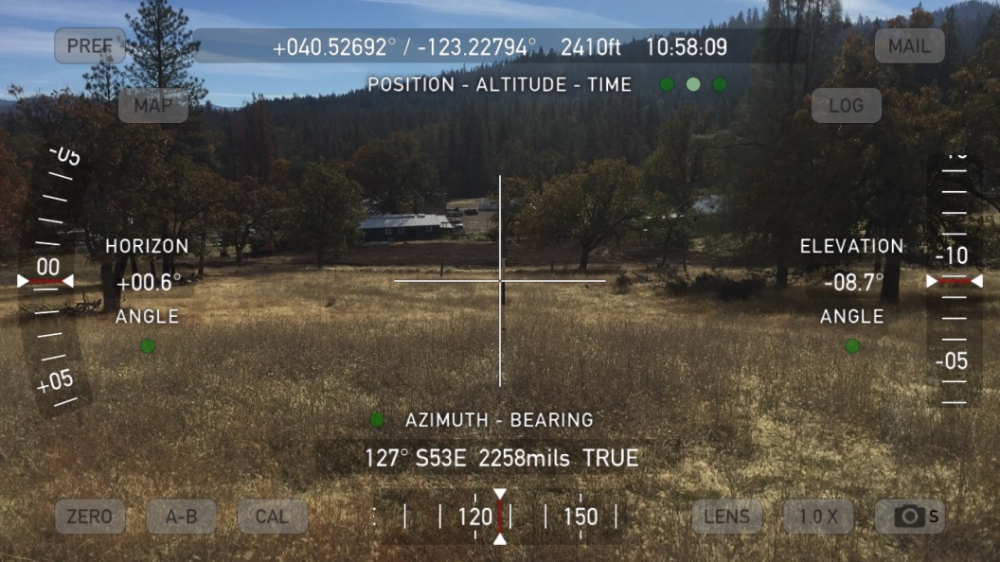 PREF
+040.52692° / -123.22794° 2410ft 10:58:09
MAIL
POSITION - ALTITUDE - TIME
MAP
LOG
-05
HORIZON
ELEVATION
00
-10
+00.6°
-08.7°
ANGLE
ANGLE
-05
+05
AZIMUTH - BEARING
127° S53E 2258mils TRUE
ZERO
A-B
CAL
120
150
LENS
1.0 X
S